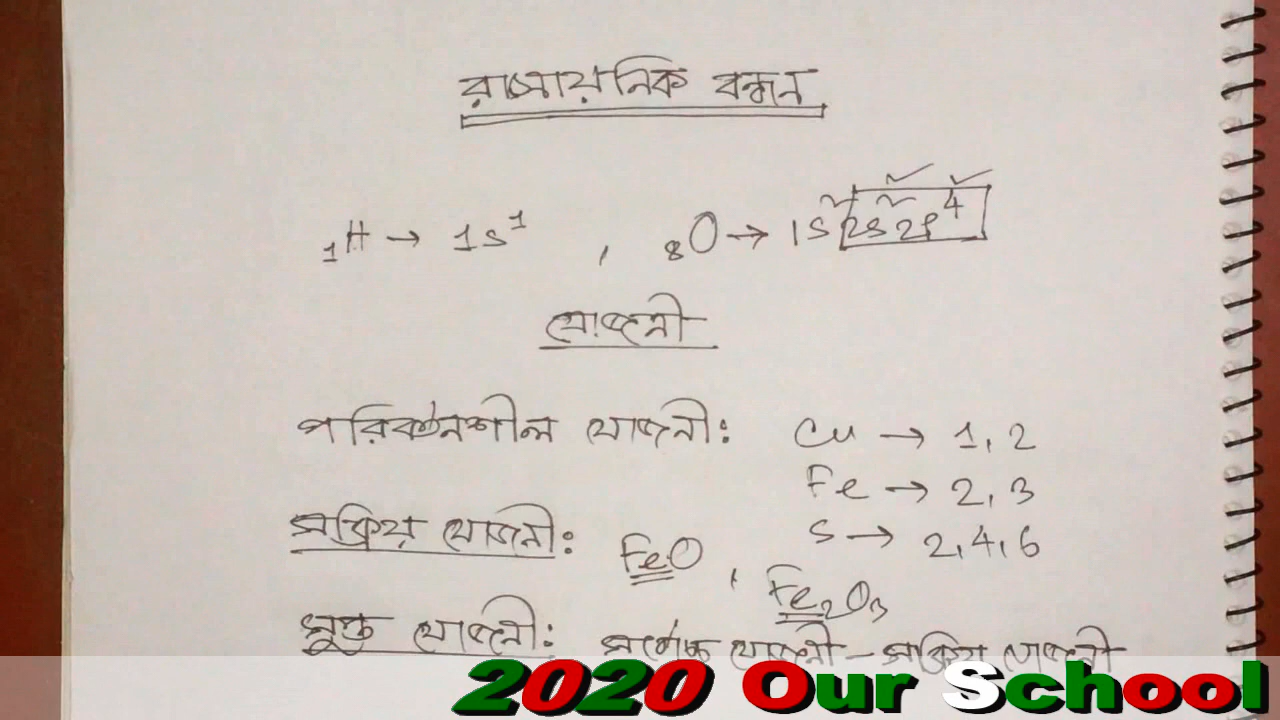 রাসায়নিক বন্ধন
₁H → 1s¹ , ₈O → 1s²2s²2p⁴
যোজনী
পরিবর্তনশীল যোজনী: Cu → 1, 2
Fe → 2, 3
S → 2, 4, 6
সক্রিয় যোজনী: FeO , Fe₂O₃
সুপ্ত যোজনী: সর্বোচ্চ যোজনী – সক্রিয় যোজনী
2020 Our School